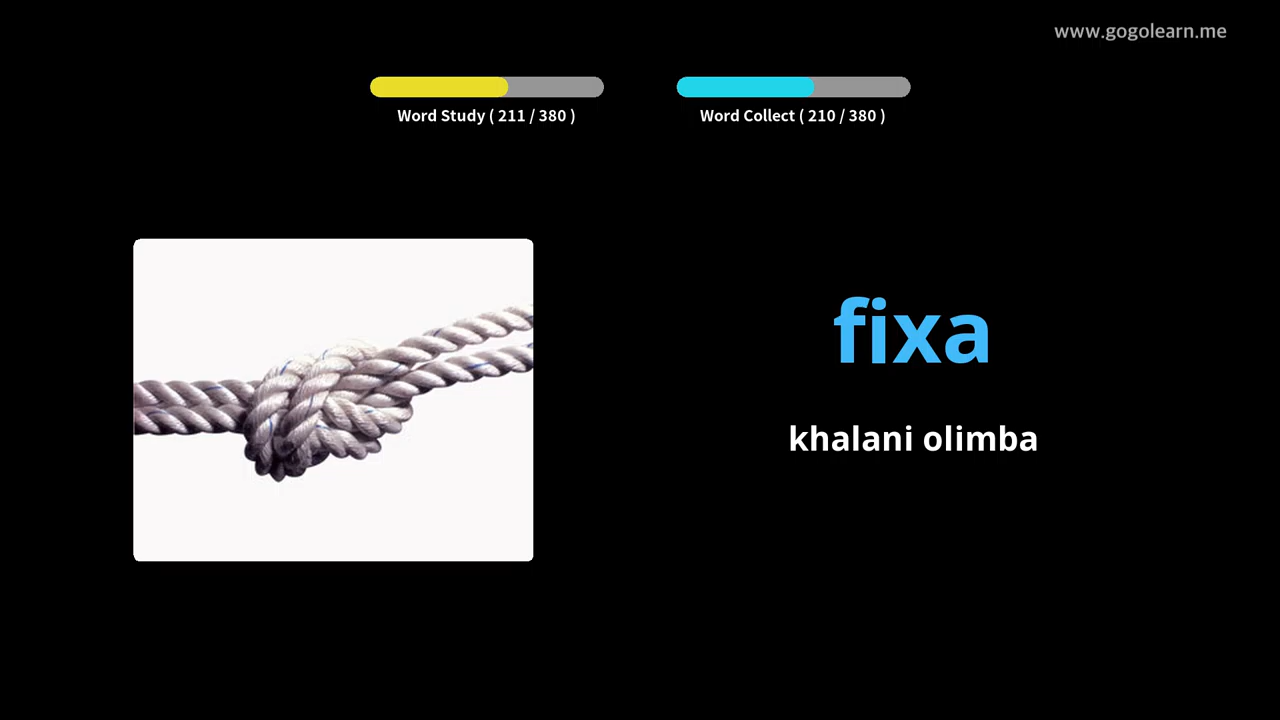 www.gogolearn.me
Word Study ( 211 / 380 )
Word Collect ( 210 / 380 )
fixa
khalani olimba